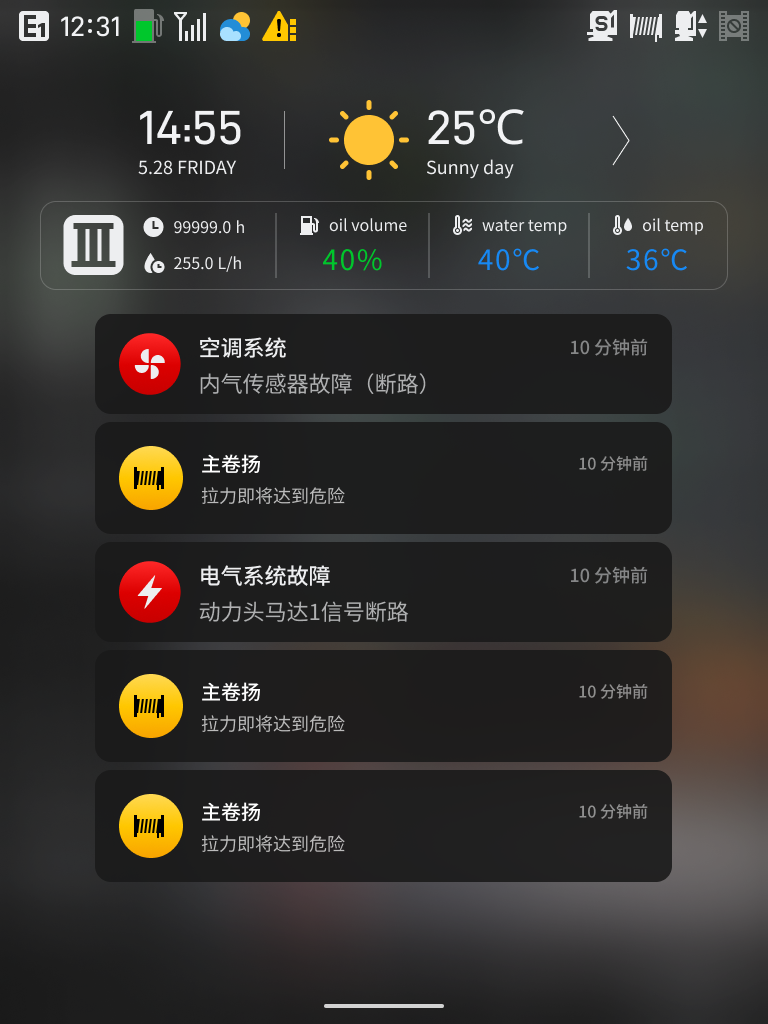 E1 12:31
S1
14:55
25℃
5.28 FRIDAY
Sunny day
99999.0 h
255.0 L/h
oil volume
40%
water temp
40℃
oil temp
36℃
空调系统
10 分钟前
内气传感器故障（断路）
主卷扬
10 分钟前
拉力即将达到危险
电气系统故障
10 分钟前
动力头马达1信号断路
主卷扬
10 分钟前
拉力即将达到危险
主卷扬
10 分钟前
拉力即将达到危险